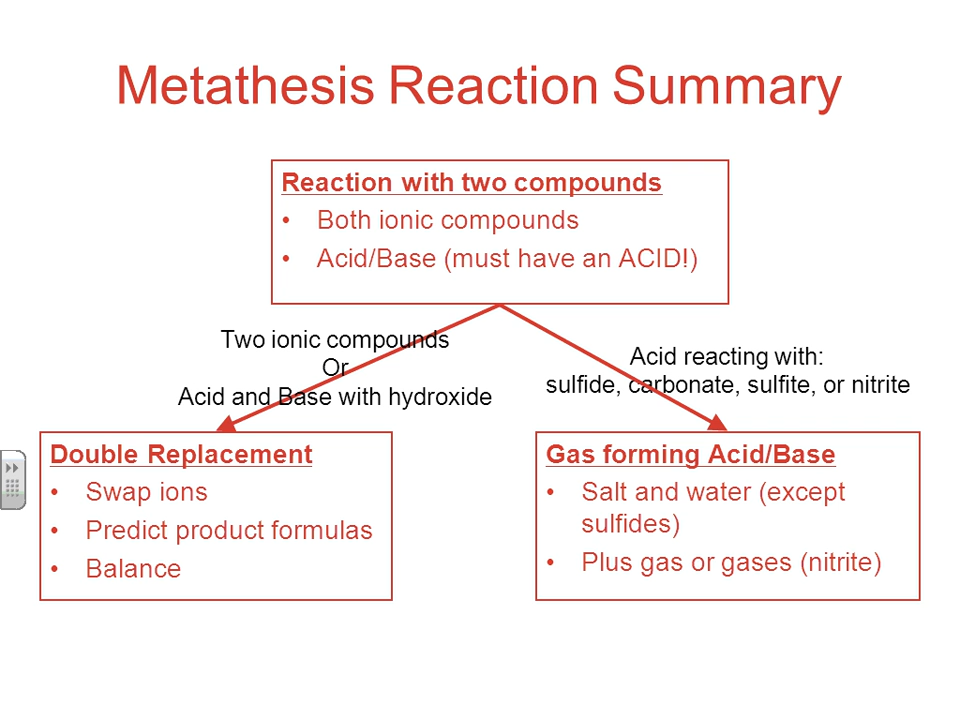 Metathesis Reaction Summary
Reaction with two compounds
• Both ionic compounds
• Acid/Base (must have an ACID!)
Two ionic compounds
Or
Acid and Base with hydroxide
Acid reacting with:
sulfide, carbonate, sulfite, or nitrite
Double Replacement
• Swap ions
• Predict product formulas
• Balance
Gas forming Acid/Base
• Salt and water (except
sulfides)
• Plus gas or gases (nitrite)